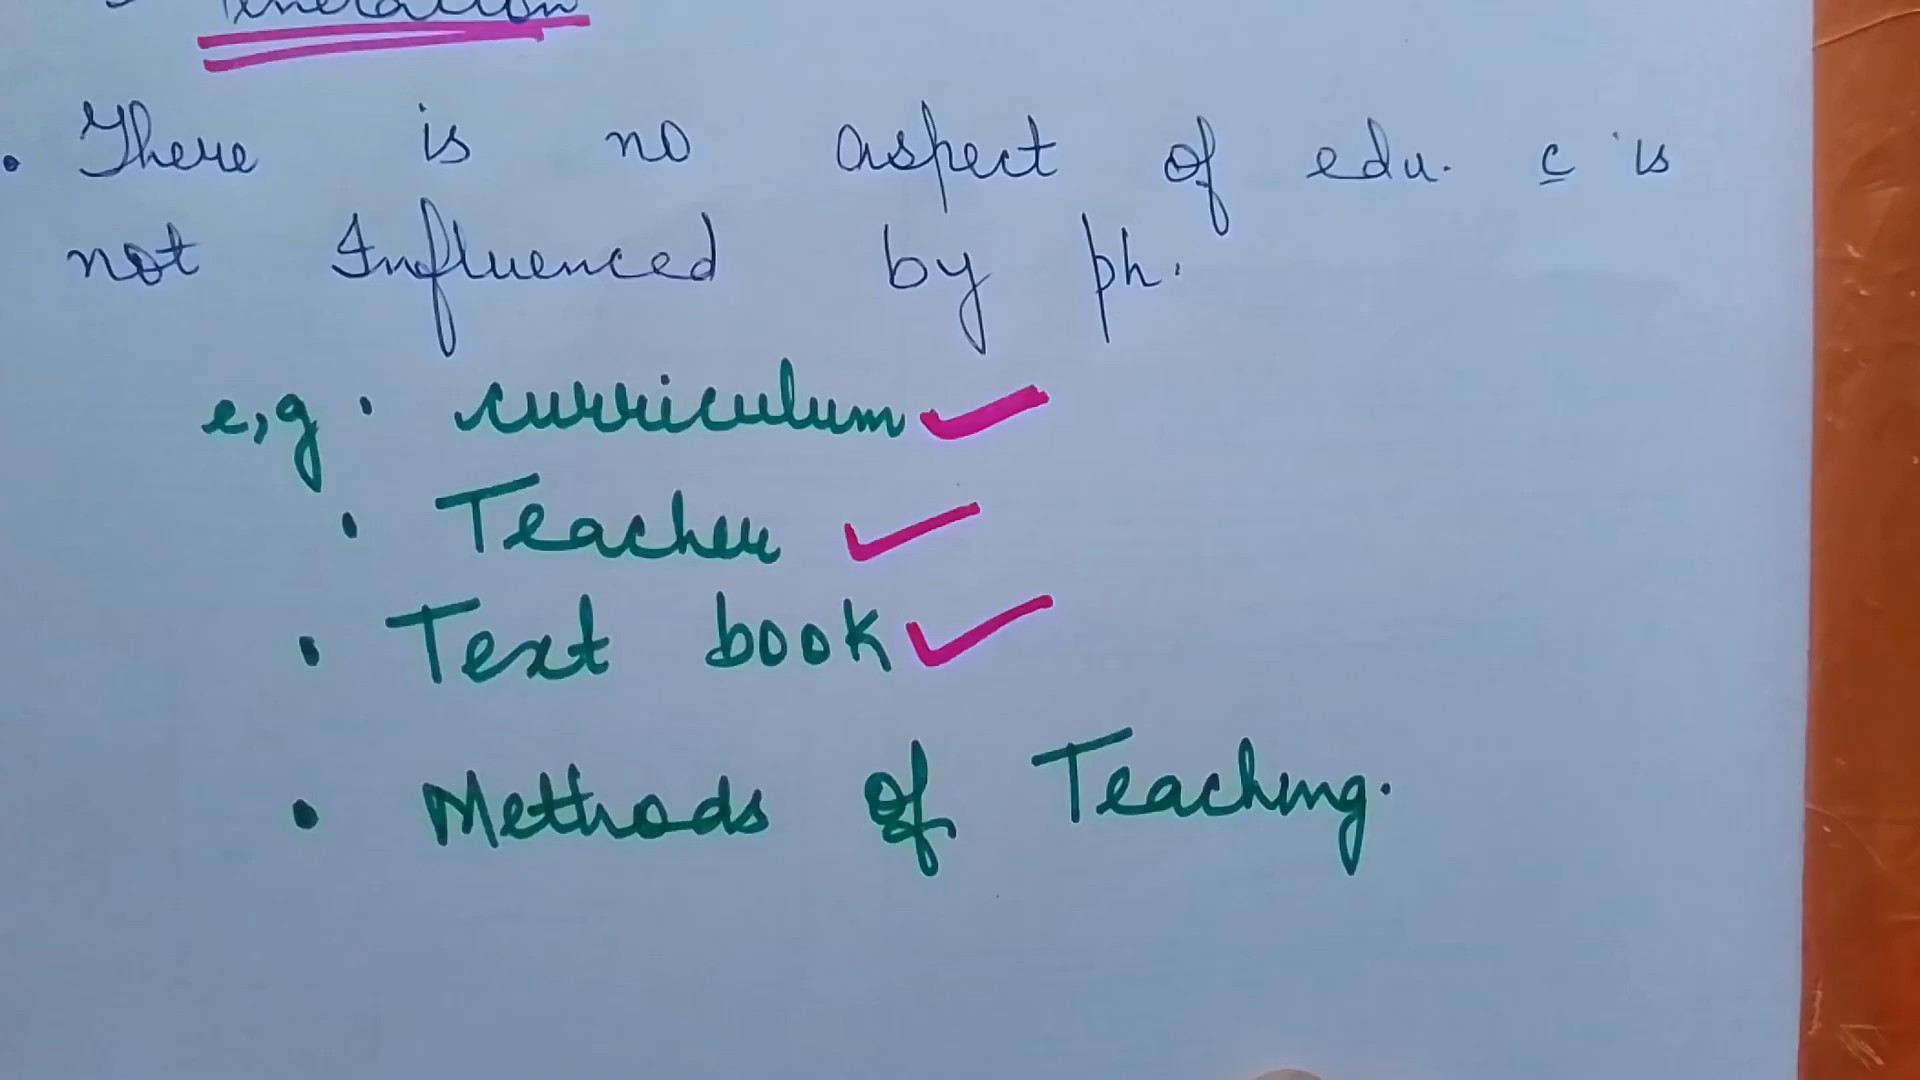 • There is no aspect of edu. c is
not Influenced by ph.
e,g • curriculum ✓
• Teacher ✓
• Text book ✓
• Methods of Teaching.